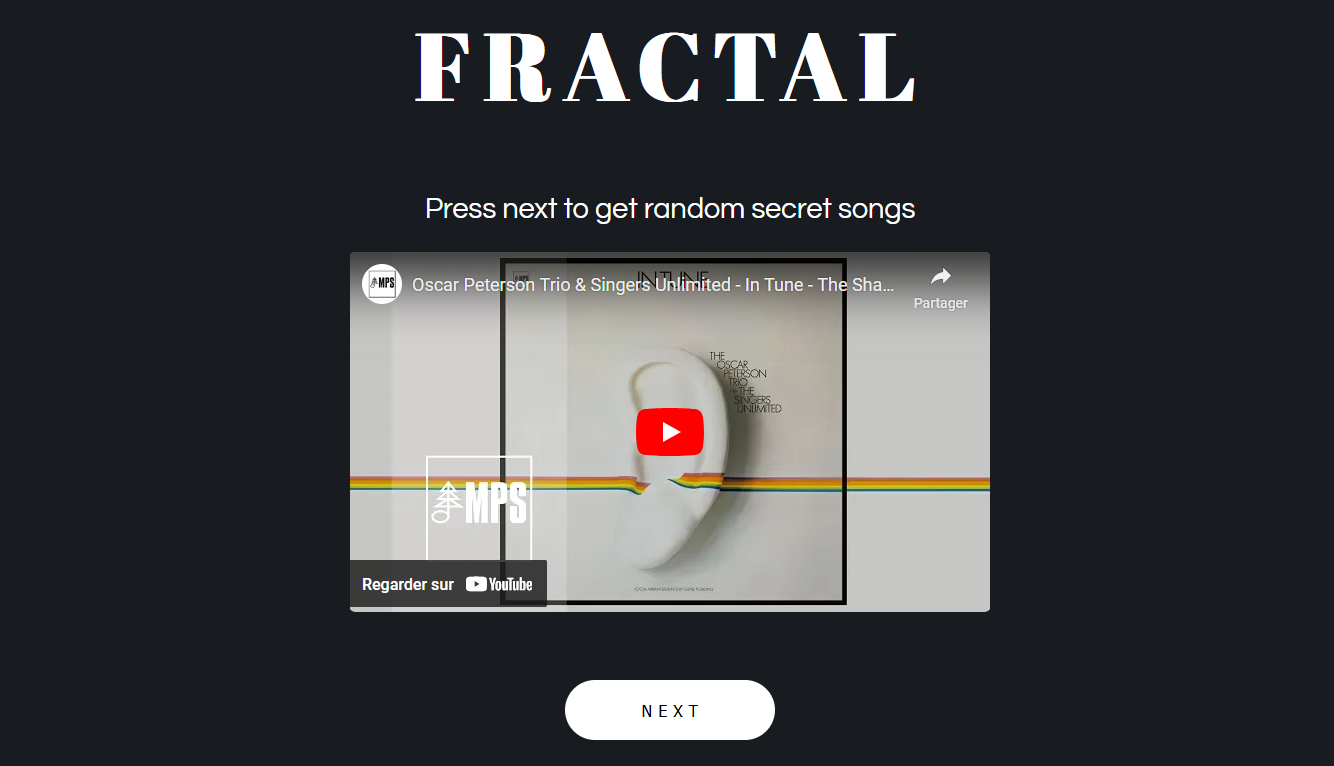 FRACTAL
Press next to get random secret songs
MPS
Oscar Peterson Trio & Singers Unlimited - In Tune - The Sha...
Partager
IN TUNE
THE
OSCAR
PETERSON
TRIO
+ THE
SINGERS
UNLIMITED
MPS
Regarder sur YouTube
NEXT